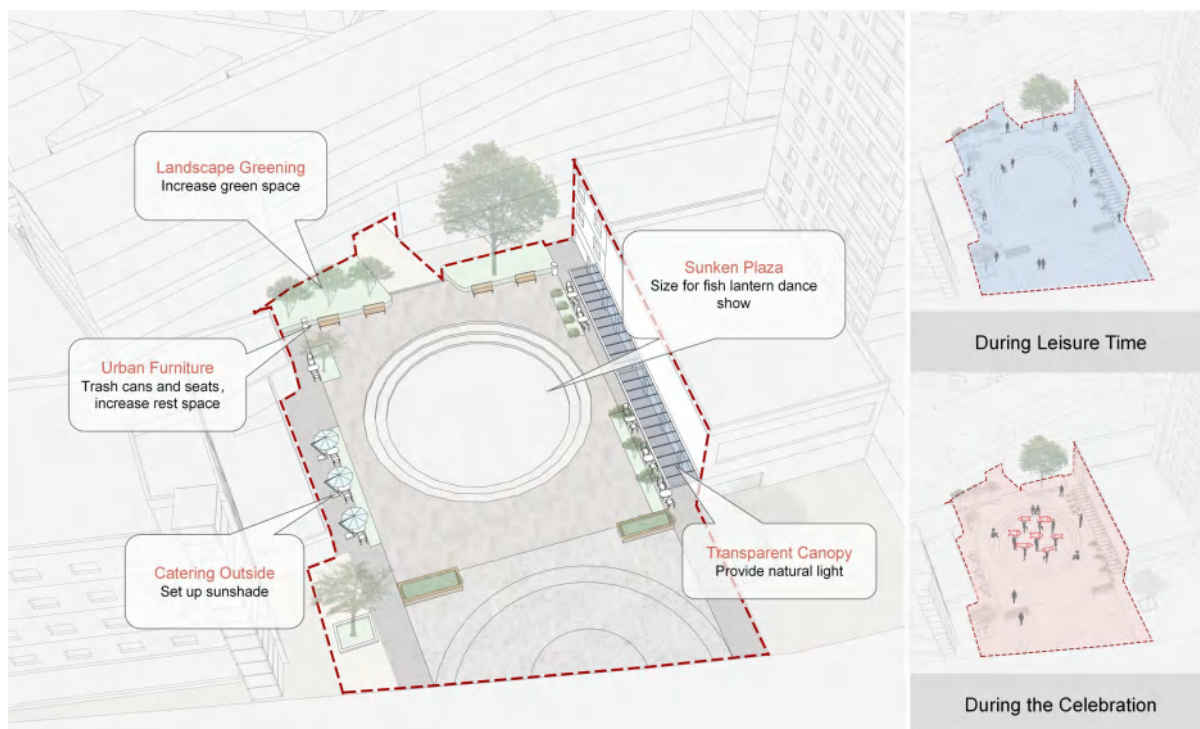 Landscape Greening
Increase green space
Sunken Plaza
Size for fish lantern dance
show
Urban Furniture
Trash cans and seats,
increase rest space
Catering Outside
Set up sunshade
Transparent Canopy
Provide natural light
During Leisure Time
During the Celebration